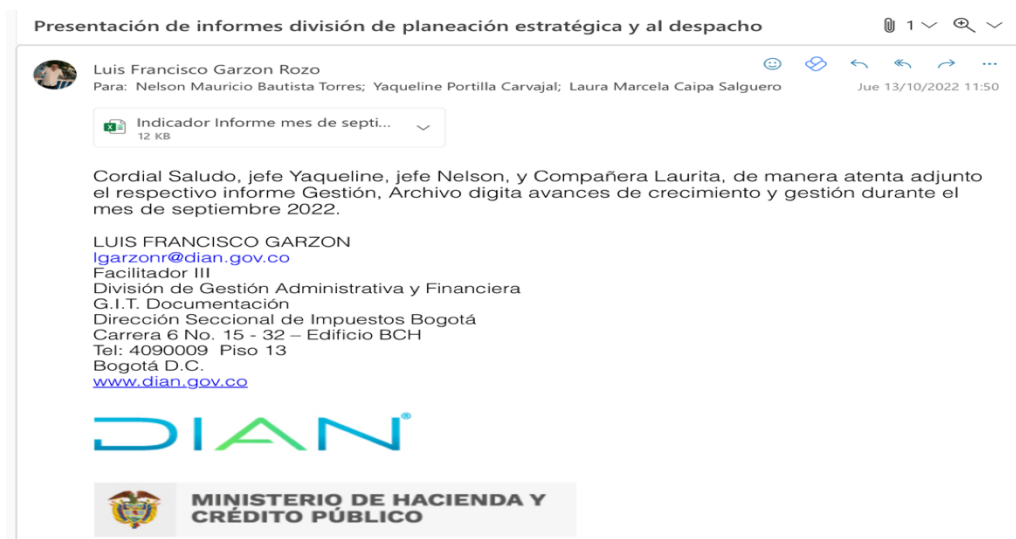 Presentación de informes división de planeación estratégica y al despacho
1
Luis Francisco Garzon Rozo
Para: Nelson Mauricio Bautista Torres; Yaqueline Portilla Carvajal; Laura Marcela Caipa Salguero
Jue 13/10/2022 11:50
Indicador Informe mes de septi...
12 KB
Cordial Saludo, jefe Yaqueline, jefe Nelson, y Compañera Laurita, de manera atenta adjunto
el respectivo informe Gestión, Archivo digita avances de crecimiento y gestión durante el
mes de septiembre 2022.
LUIS FRANCISCO GARZON
lgarzonr@dian.gov.co
Facilitador III
División de Gestión Administrativa y Financiera
G.I.T. Documentación
Dirección Seccional de Impuestos Bogotá
Carrera 6 No. 15 - 32 – Edificio BCH
Tel: 4090009 Piso 13
Bogotá D.C.
www.dian.gov.co
DIAN®
MINISTERIO DE HACIENDA Y
CRÉDITO PÚBLICO